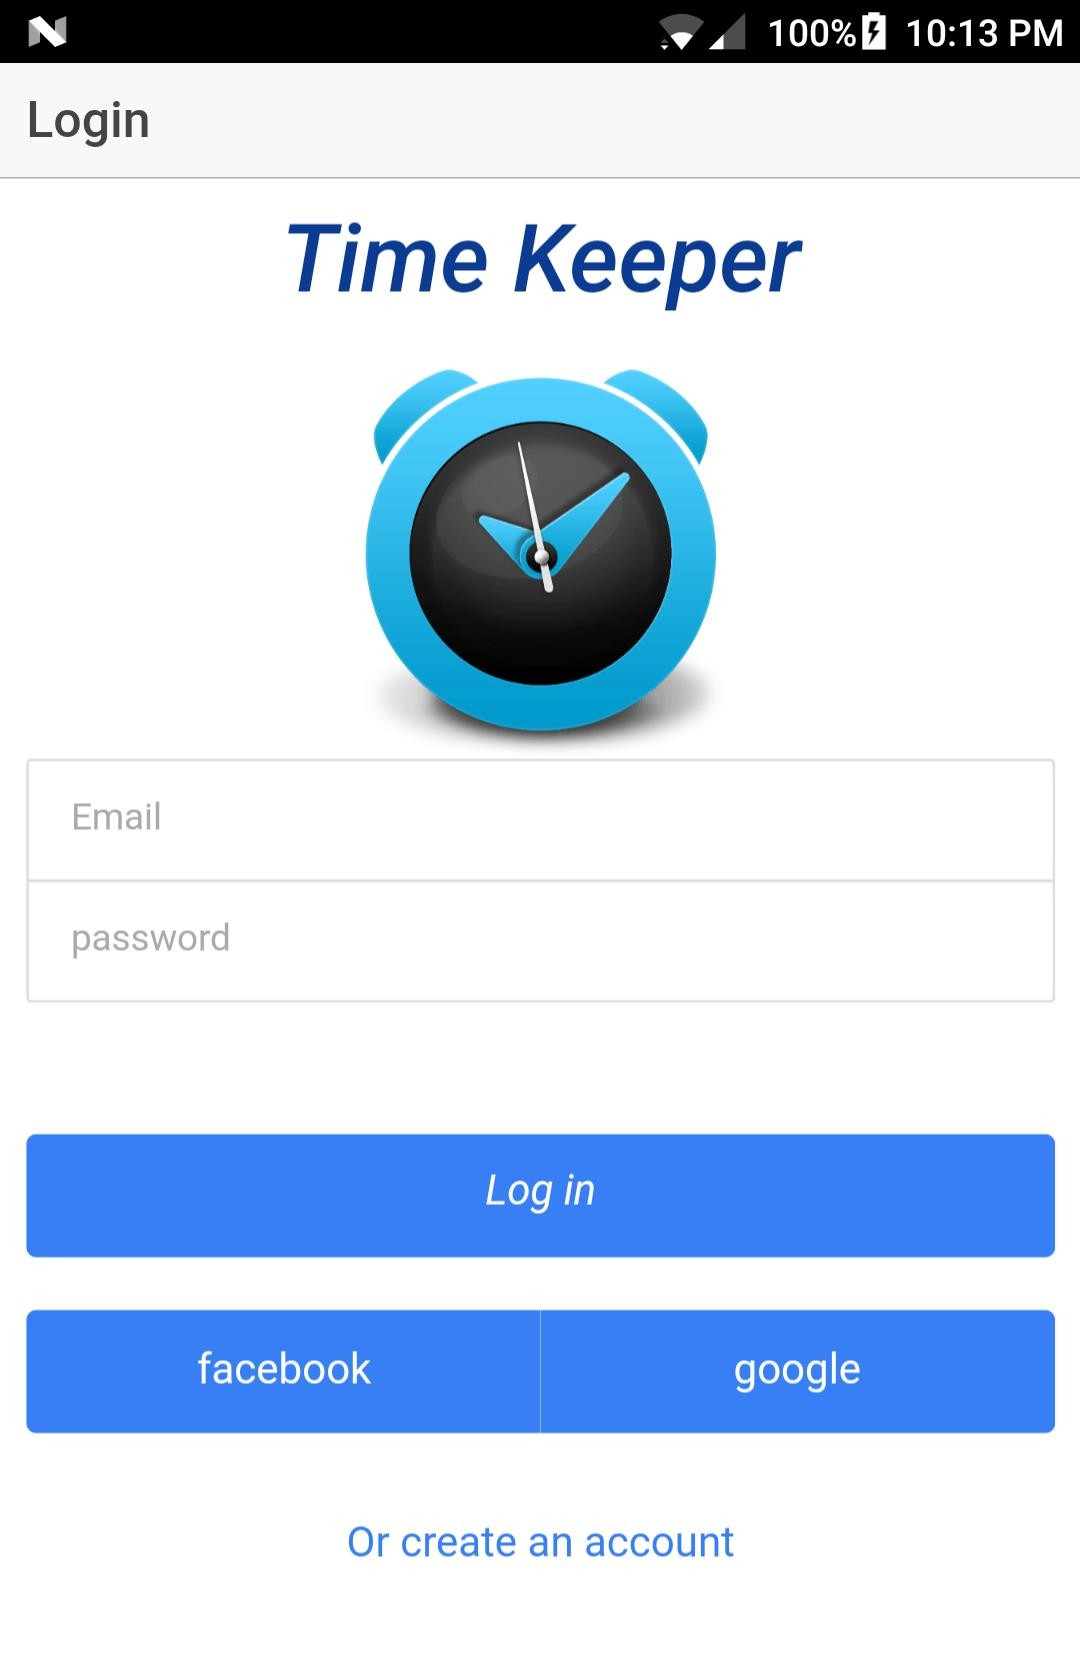 100% 10:13 PM
Login
Time Keeper
Email
password
Log in
facebook google
Or create an account